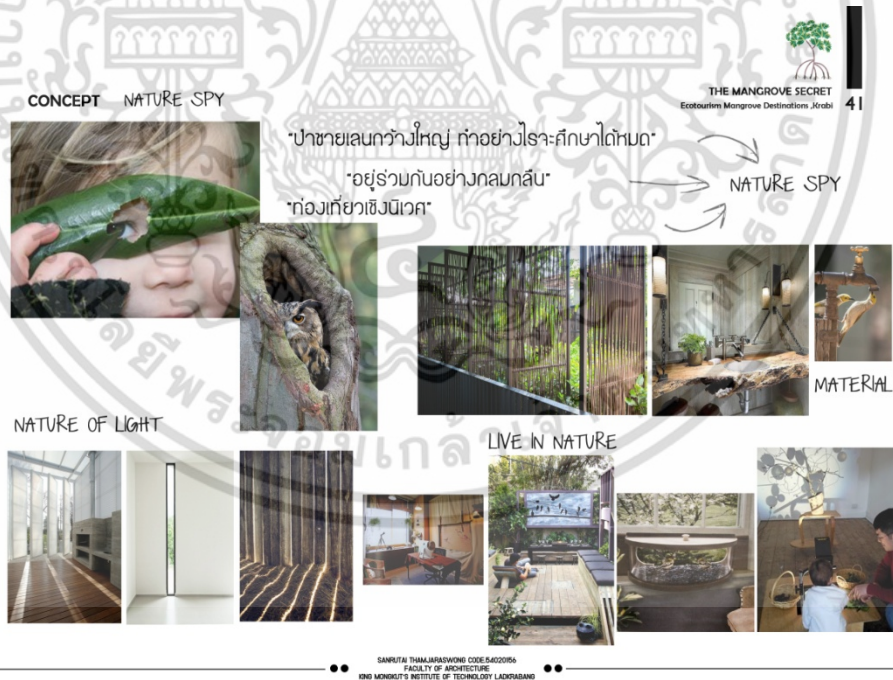 THE MANGROVE SECRET
Ecotourism Mangrove Destinations ,Krabi
41
CONCEPT NATURE SPY
"ป่าชายเลนกว้างใหญ่ ทำอย่างไรจะศึกษาได้หมด"
"อยู่ร่วมกันอย่างกลมกลืน"
"ท่องเที่ยวเชิงนิเวศ"
NATURE SPY
MATERIAL
NATURE OF LIGHT
LIVE IN NATURE
SANRUTAI THAMJARASWONG CODE.54020156
FACULTY OF ARCHITECTURE
KING MONGKUT'S INSTITUTE OF TECHNOLOGY LADKRABANG